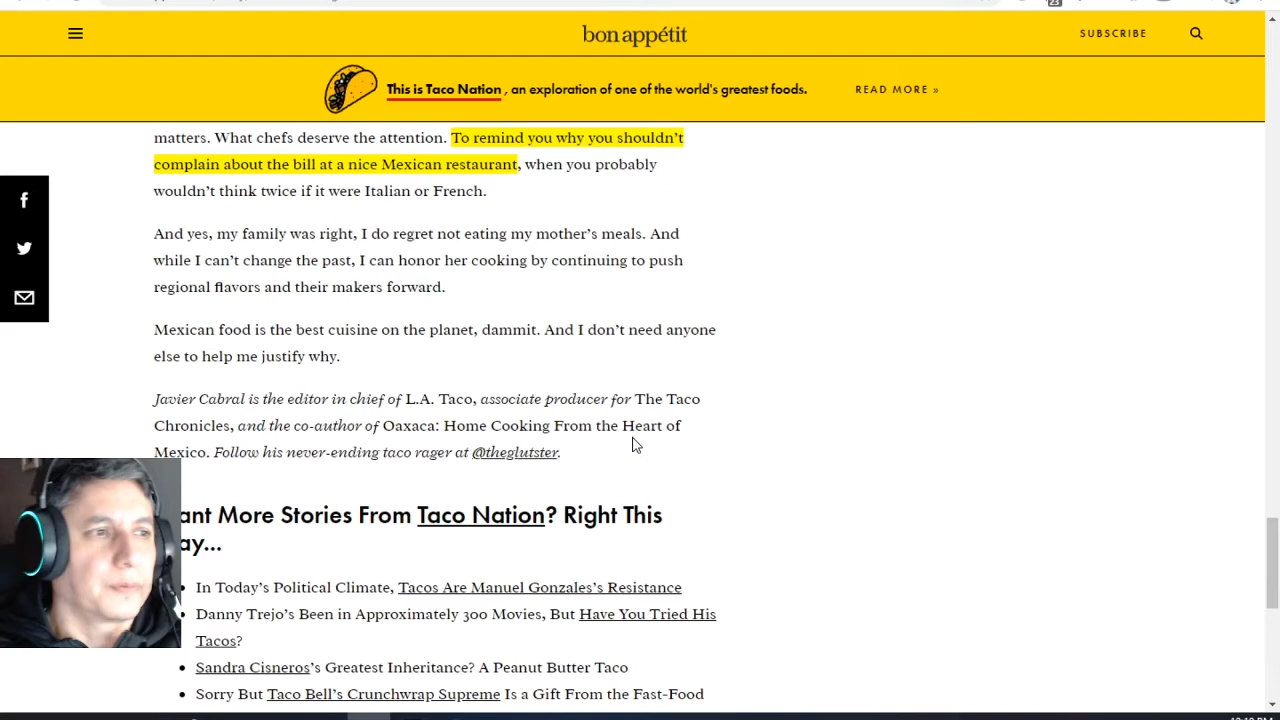 23
bon appétit
SUBSCRIBE
This is Taco Nation , an exploration of one of the world's greatest foods.
READ MORE »
matters. What chefs deserve the attention. To remind you why you shouldn't
complain about the bill at a nice Mexican restaurant, when you probably
wouldn't think twice if it were Italian or French.
And yes, my family was right, I do regret not eating my mother's meals. And
while I can't change the past, I can honor her cooking by continuing to push
regional flavors and their makers forward.
Mexican food is the best cuisine on the planet, dammit. And I don't need anyone
else to help me justify why.
Javier Cabral is the editor in chief of L.A. Taco, associate producer for The Taco
Chronicles, and the co-author of Oaxaca: Home Cooking From the Heart of
Mexico. Follow his never-ending taco rager at @theglutster.
ant More Stories From Taco Nation? Right This
ay...
• In Today's Political Climate, Tacos Are Manuel Gonzales's Resistance
• Danny Trejo's Been in Approximately 300 Movies, But Have You Tried His
Tacos?
• Sandra Cisneros's Greatest Inheritance? A Peanut Butter Taco
• Sorry But Taco Bell's Crunchwrap Supreme Is a Gift From the Fast-Food